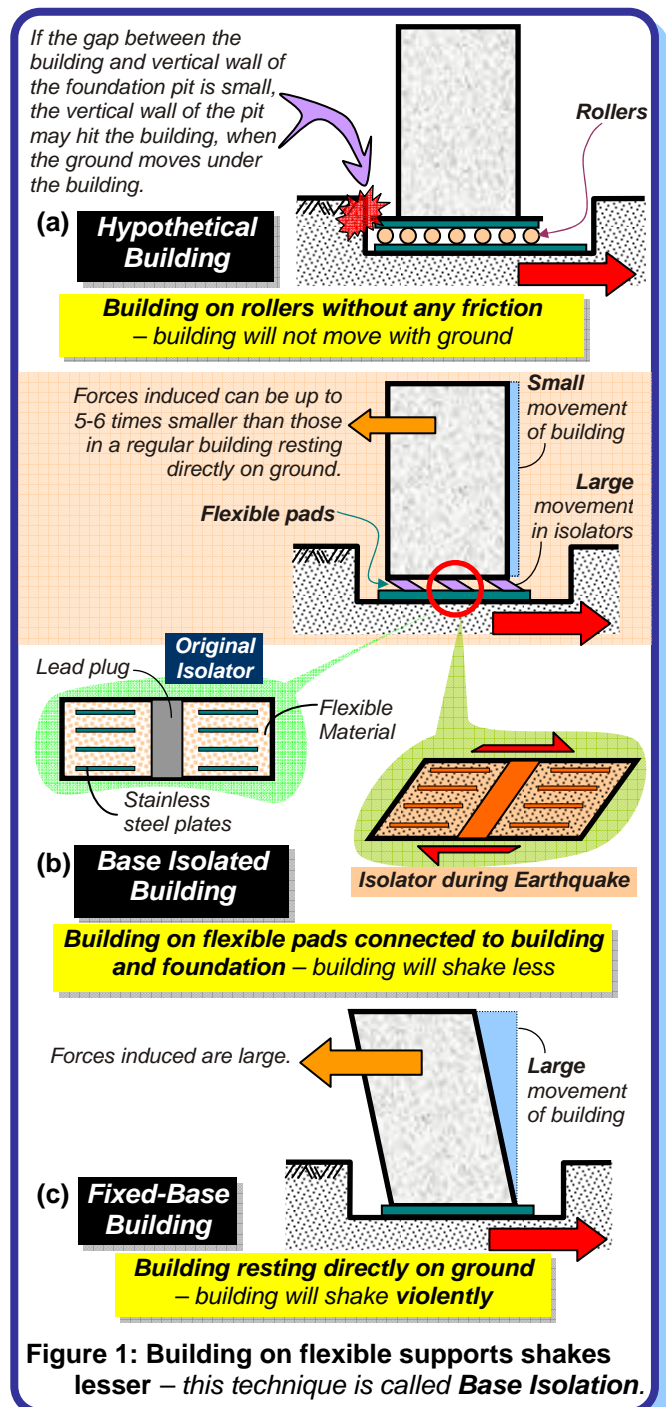 If the gap between the
building and vertical wall of
the foundation pit is small,
the vertical wall of the pit
may hit the building, when
the ground moves under
the building.
Rollers
(a) Hypothetical
Building
Building on rollers without any friction
– building will not move with ground
Forces induced can be up to
5-6 times smaller than those
in a regular building resting
directly on ground.
Small
movement
of building
Large
movement
in isolators
Flexible pads
Original
Isolator
Lead plug
Flexible
Material
Stainless
steel plates
(b) Base Isolated
Building
Isolator during Earthquake
Building on flexible pads connected to building
and foundation – building will shake less
Forces induced are large.
Large
movement
of building
(c) Fixed-Base
Building
Building resting directly on ground
– building will shake violently
Figure 1: Building on flexible supports shakes
lesser – this technique is called Base Isolation.